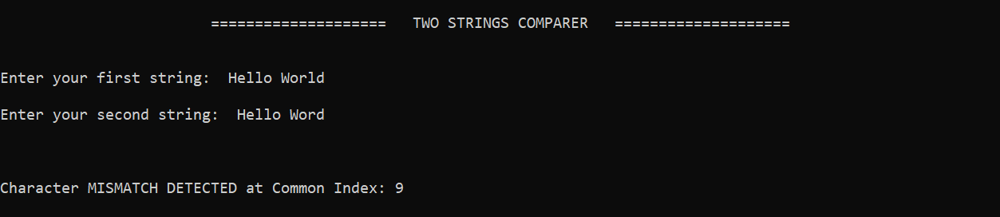 ====================   TWO STRINGS COMPARER   ====================
Enter your first string:  Hello World
Enter your second string:  Hello Word
Character MISMATCH DETECTED at Common Index: 9